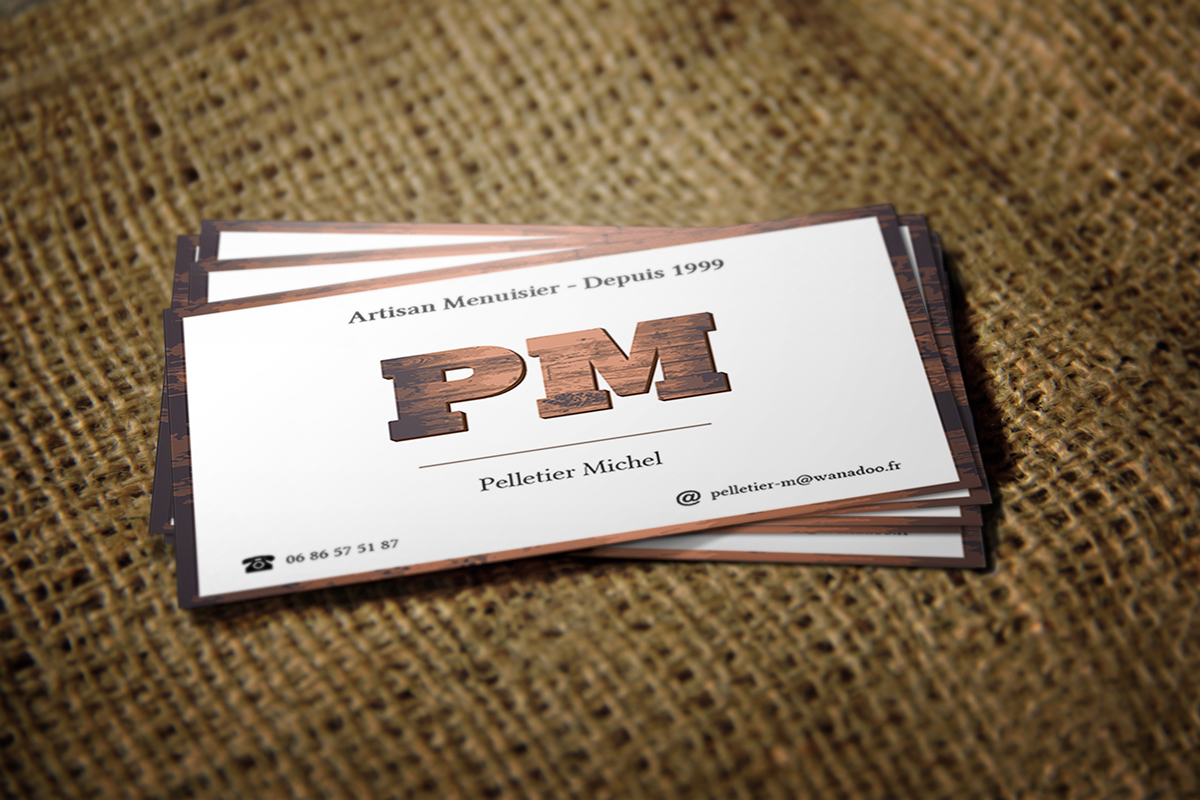 Artisan Menuisier - Depuis 1999
PM
Pelletier Michel
@ pelletier-m@wanadoo.fr
06 86 57 51 87